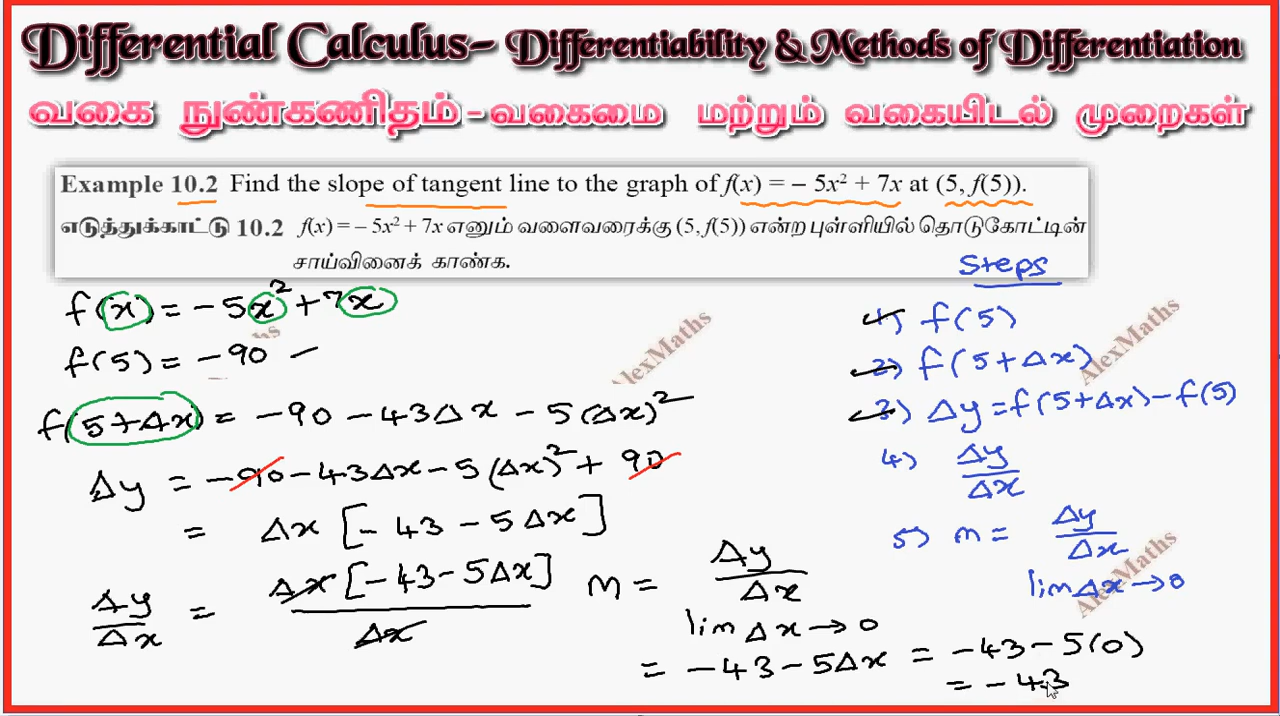 Differential Calculus- Differentiability & Methods of Differentiation
வகை நுண்கணிதம் - வகைமை மற்றும் வகையிடல் முறைகள்
Example 10.2 Find the slope of tangent line to the graph of f(x) = – 5x² + 7x at (5, f(5)).
எடுத்துக்காட்டு 10.2 f(x) = – 5x² + 7x எனும் வளைவரைக்கு (5, f(5)) என்ற புள்ளியில் தொடுகோட்டின்
சாய்வினைக் காண்க.
f(x) = -5x² + 7x
f(5) = -90 -
f(5+Δx) = -90 - 43Δx - 5(Δx)²
Δy = -90 - 43Δx - 5(Δx)² + 90
= Δx [-43 - 5Δx]
Δy/Δx = Δx [-43 - 5Δx] / Δx
m = Δy/Δx
lim Δx → 0
= -43 - 5Δx = -43 - 5(0)
= -43
Steps
1) f(5)
2) f(5+Δx)
3) Δy = f(5+Δx) - f(5)
4) Δy/Δx
5) m = Δy/Δx
lim Δx → 0
AlexMaths
AlexMaths
AlexMaths